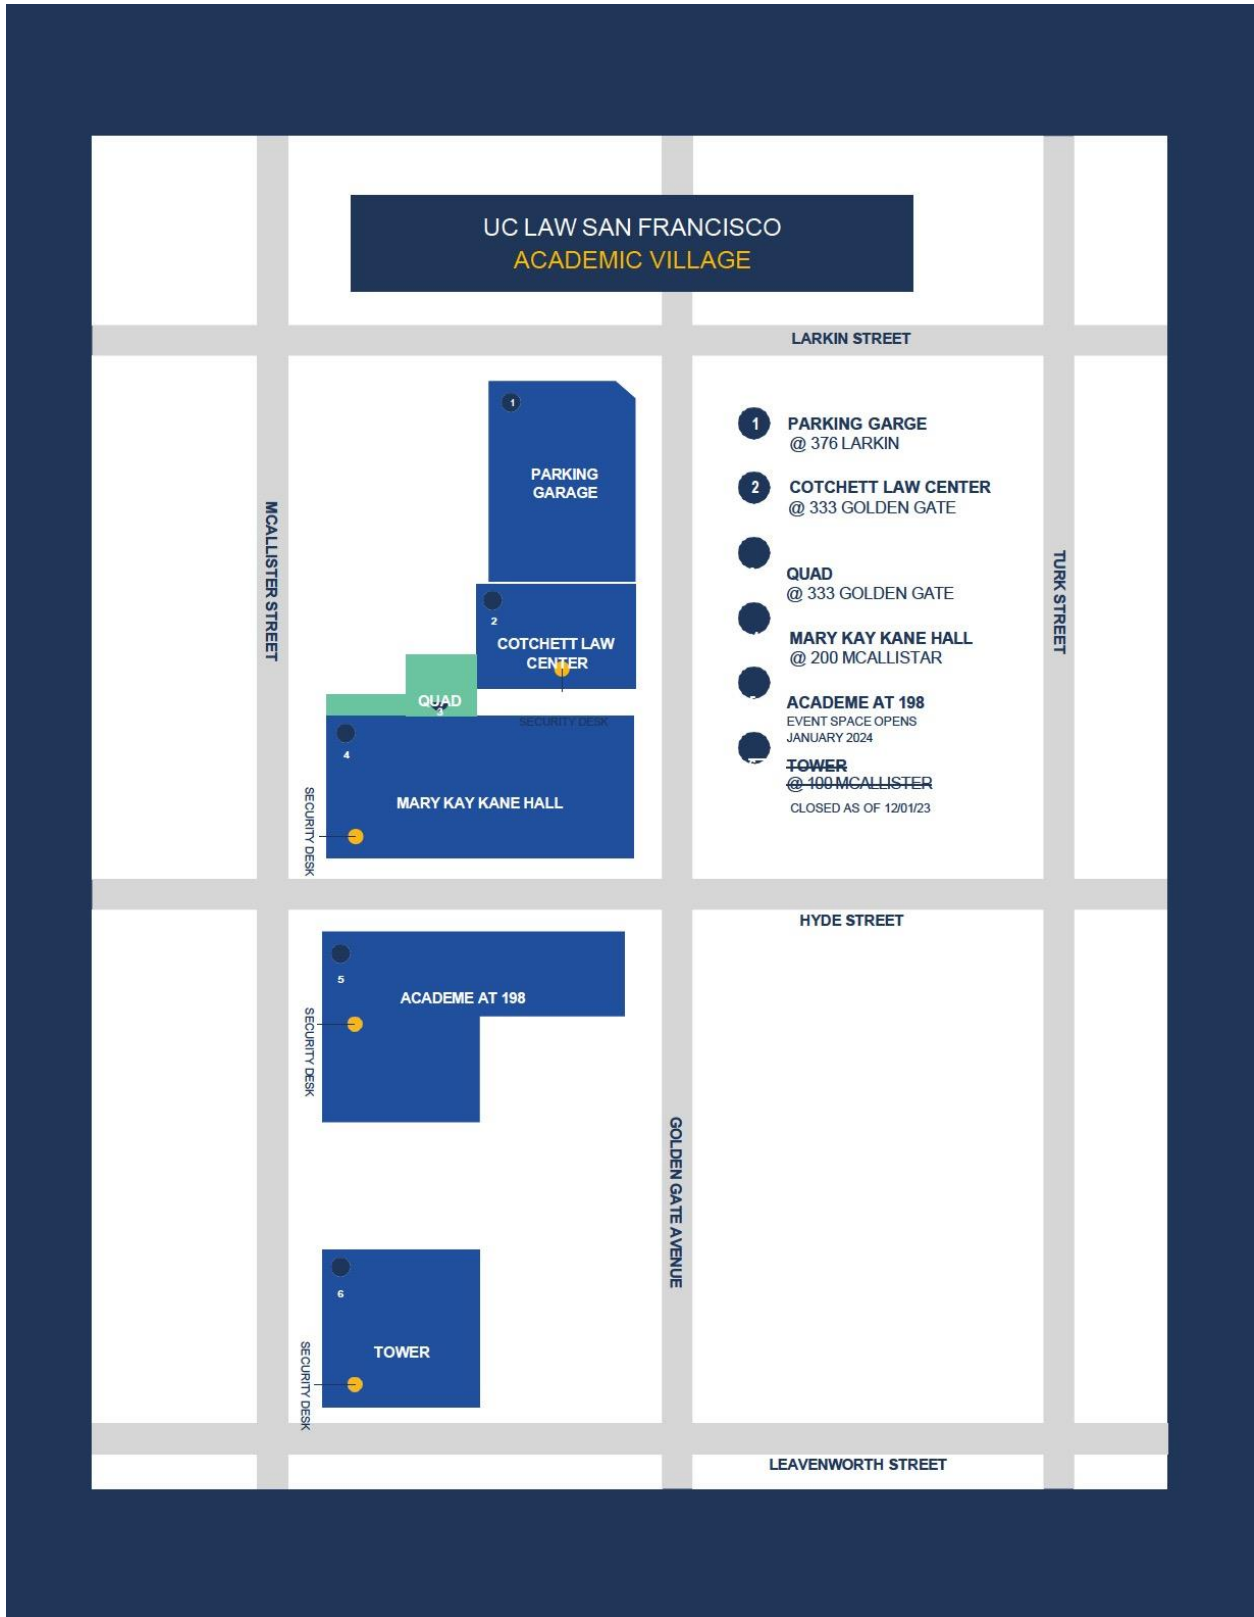 UC LAW SAN FRANCISCO
ACADEMIC VILLAGE
LARKIN STREET
1
PARKING
GARAGE
1
PARKING GARGE
@ 376 LARKIN
2
COTCHETT LAW CENTER
@ 333 GOLDEN GATE
QUAD
@ 333 GOLDEN GATE
MARY KAY KANE HALL
@ 200 MCALLISTAR
ACADEME AT 198
EVENT SPACE OPENS
JANUARY 2024
TOWER
@ 100 MCALLISTER
CLOSED AS OF 12/01/23
MCALLISTER STREET
TURK STREET
2
COTCHETT LAW
CENTER
SECURITY DESK
QUAD
3
4
MARY KAY KANE HALL
SECURITY DESK
HYDE STREET
5
ACADEME AT 198
SECURITY DESK
GOLDEN GATE AVENUE
6
TOWER
SECURITY DESK
LEAVENWORTH STREET